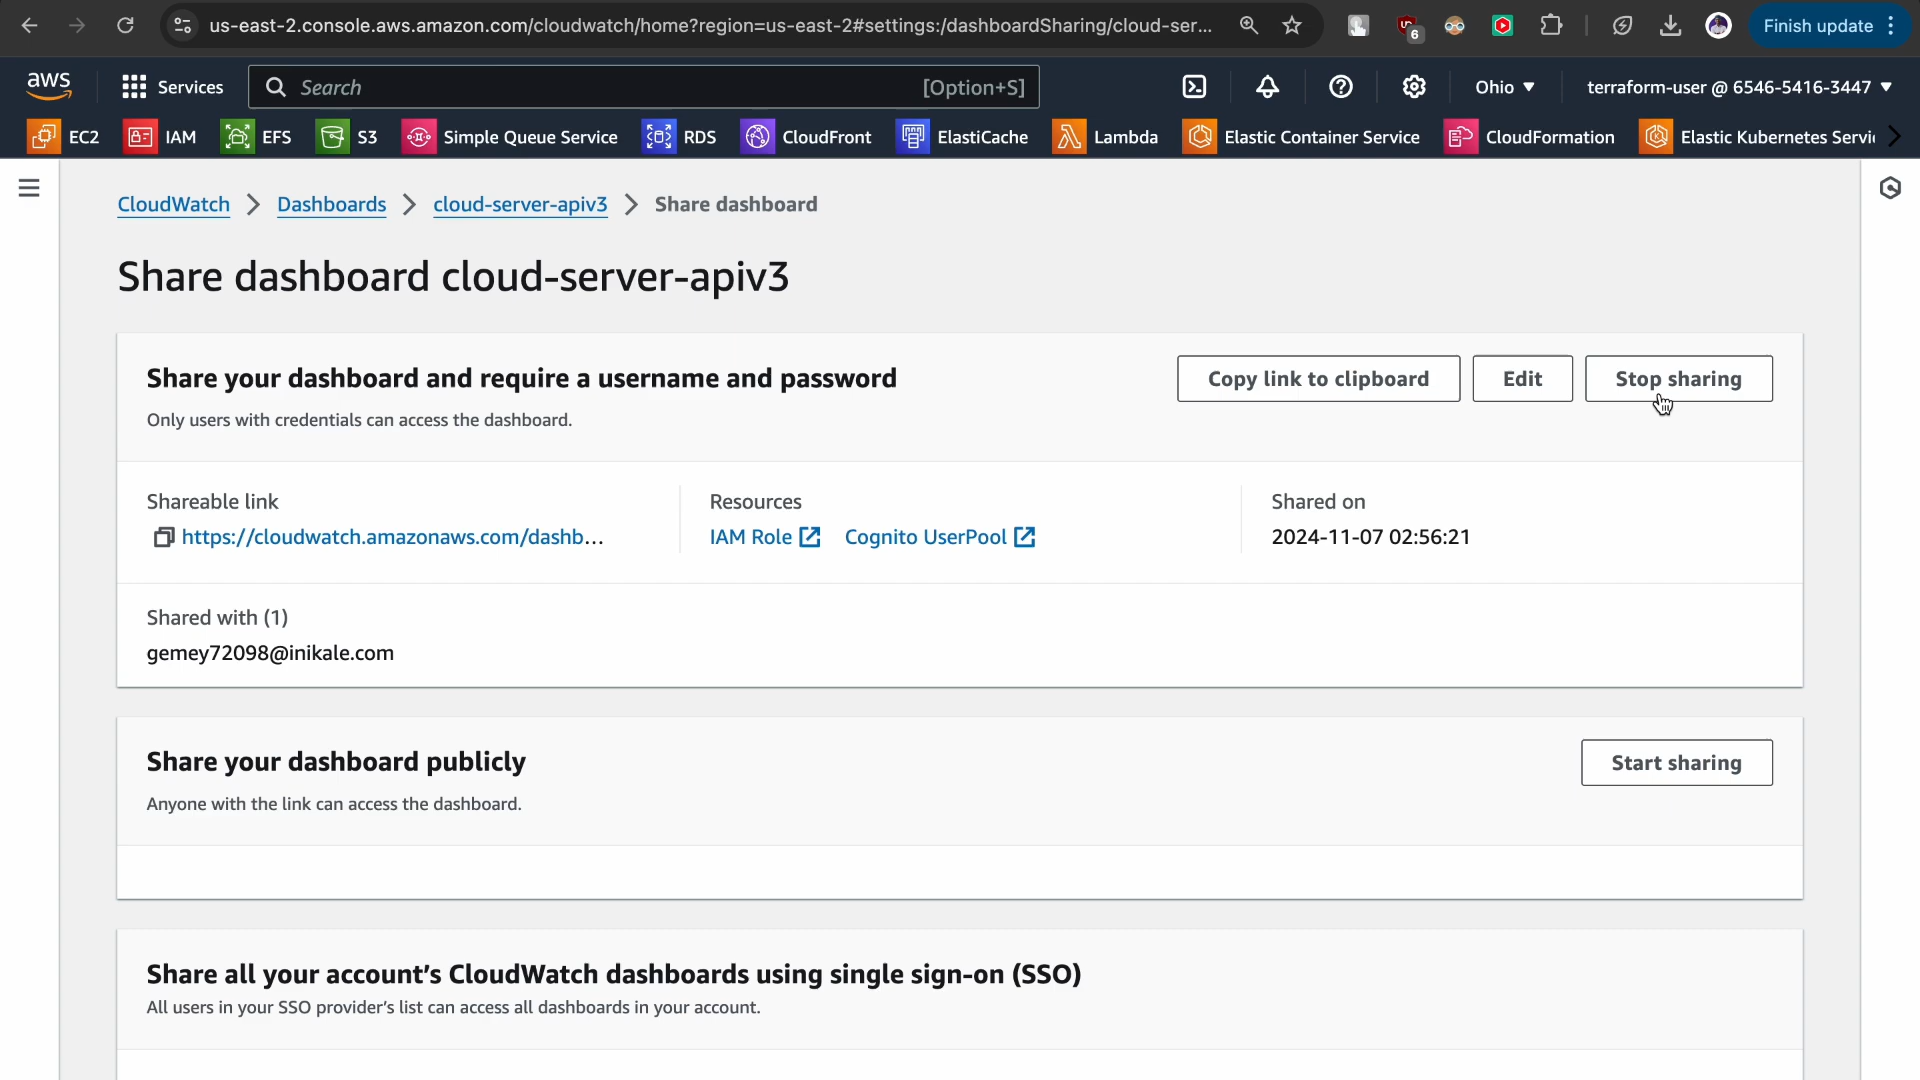 us-east-2.console.aws.amazon.com/cloudwatch/home?region=us-east-2#settings:/dashboardSharing/cloud-ser...
6
Finish update
aws
Services
Search
[Option+S]
Ohio
terraform-user @ 6546-5416-3447
EC2
IAM
EFS
S3
Simple Queue Service
RDS
CloudFront
ElastiCache
Lambda
Elastic Container Service
CloudFormation
Elastic Kubernetes Servi
CloudWatch
Dashboards
cloud-server-apiv3
Share dashboard
Share dashboard cloud-server-apiv3
Share your dashboard and require a username and password
Copy link to clipboard
Edit
Stop sharing
Only users with credentials can access the dashboard.
Shareable link
Resources
Shared on
https://cloudwatch.amazonaws.com/dashb...
IAM Role
Cognito UserPool
2024-11-07 02:56:21
Shared with (1)
gemey72098@inikale.com
Share your dashboard publicly
Start sharing
Anyone with the link can access the dashboard.
Share all your account's CloudWatch dashboards using single sign-on (SSO)
All users in your SSO provider's list can access all dashboards in your account.